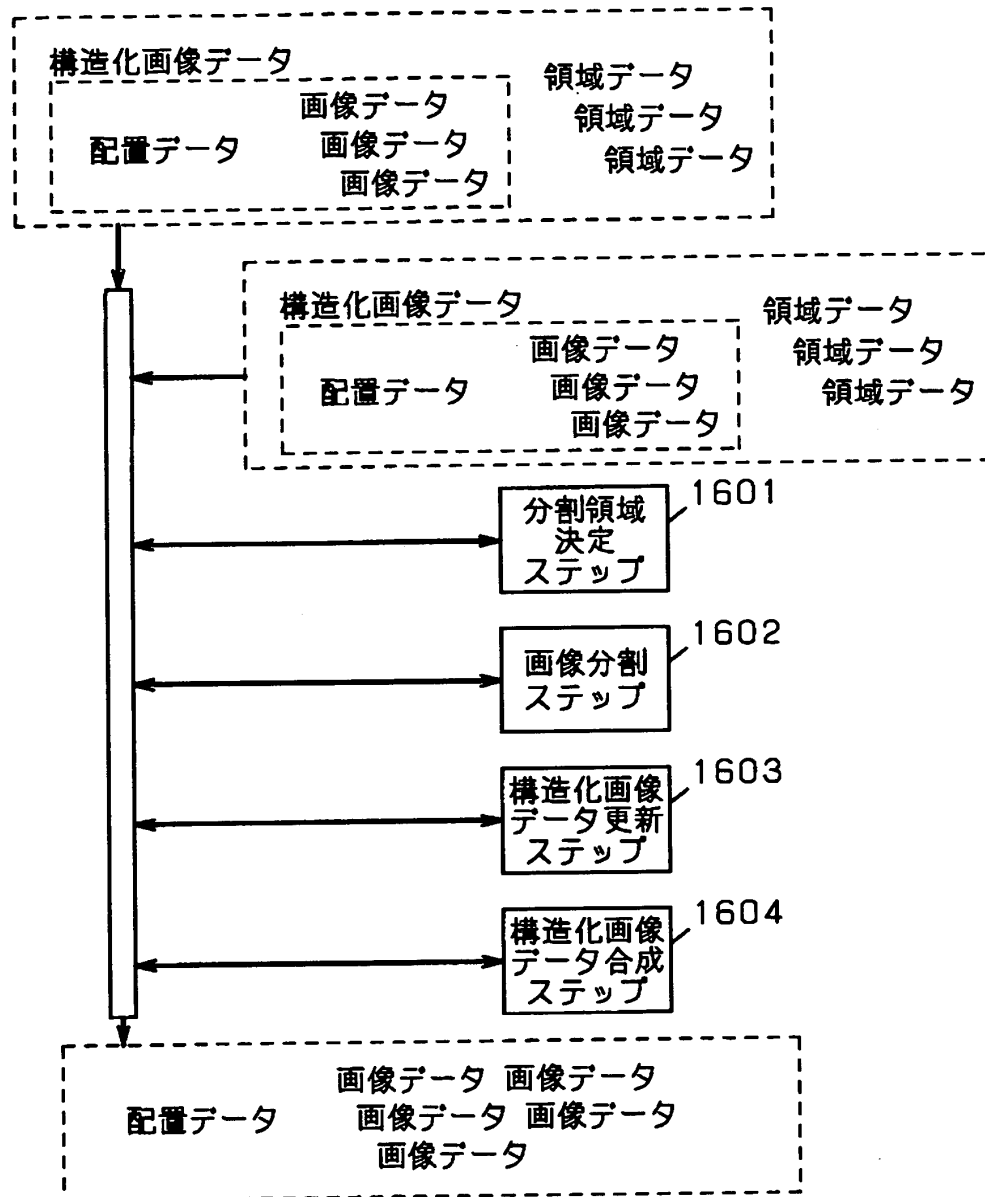 構造化画像データ
領域データ
画像データ
領域データ
配置データ
画像データ
領域データ
画像データ
構造化画像データ
領域データ
画像データ
領域データ
配置データ
画像データ
領域データ
画像データ
1601
分割領域
決定
ステップ
1602
画像分割
ステップ
1603
構造化画像
データ更新
ステップ
1604
構造化画像
データ合成
ステップ
画像データ 画像データ
配置データ
画像データ 画像データ
画像データ